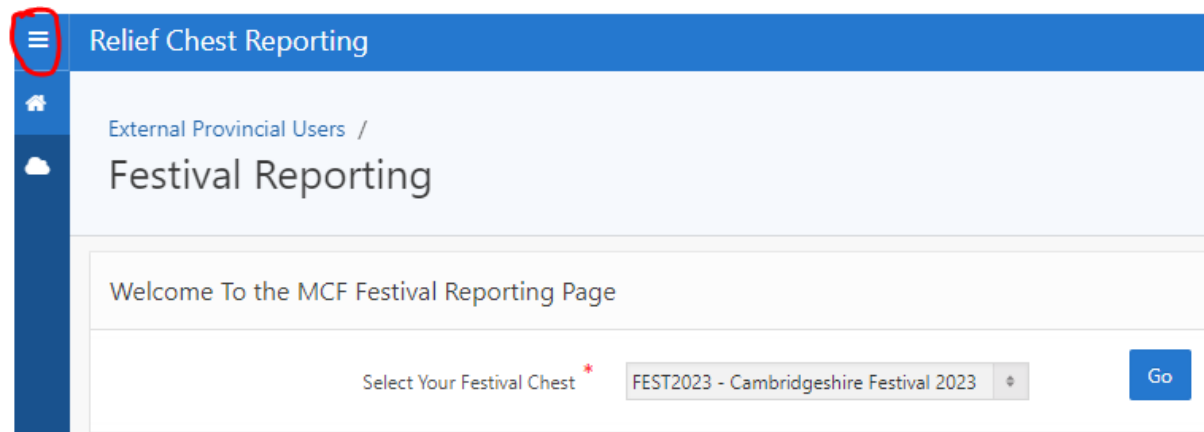 Relief Chest Reporting
External Provincial Users /
Festival Reporting
Welcome To the MCF Festival Reporting Page
Select Your Festival Chest * FEST2023 - Cambridgeshire Festival 2023 Go